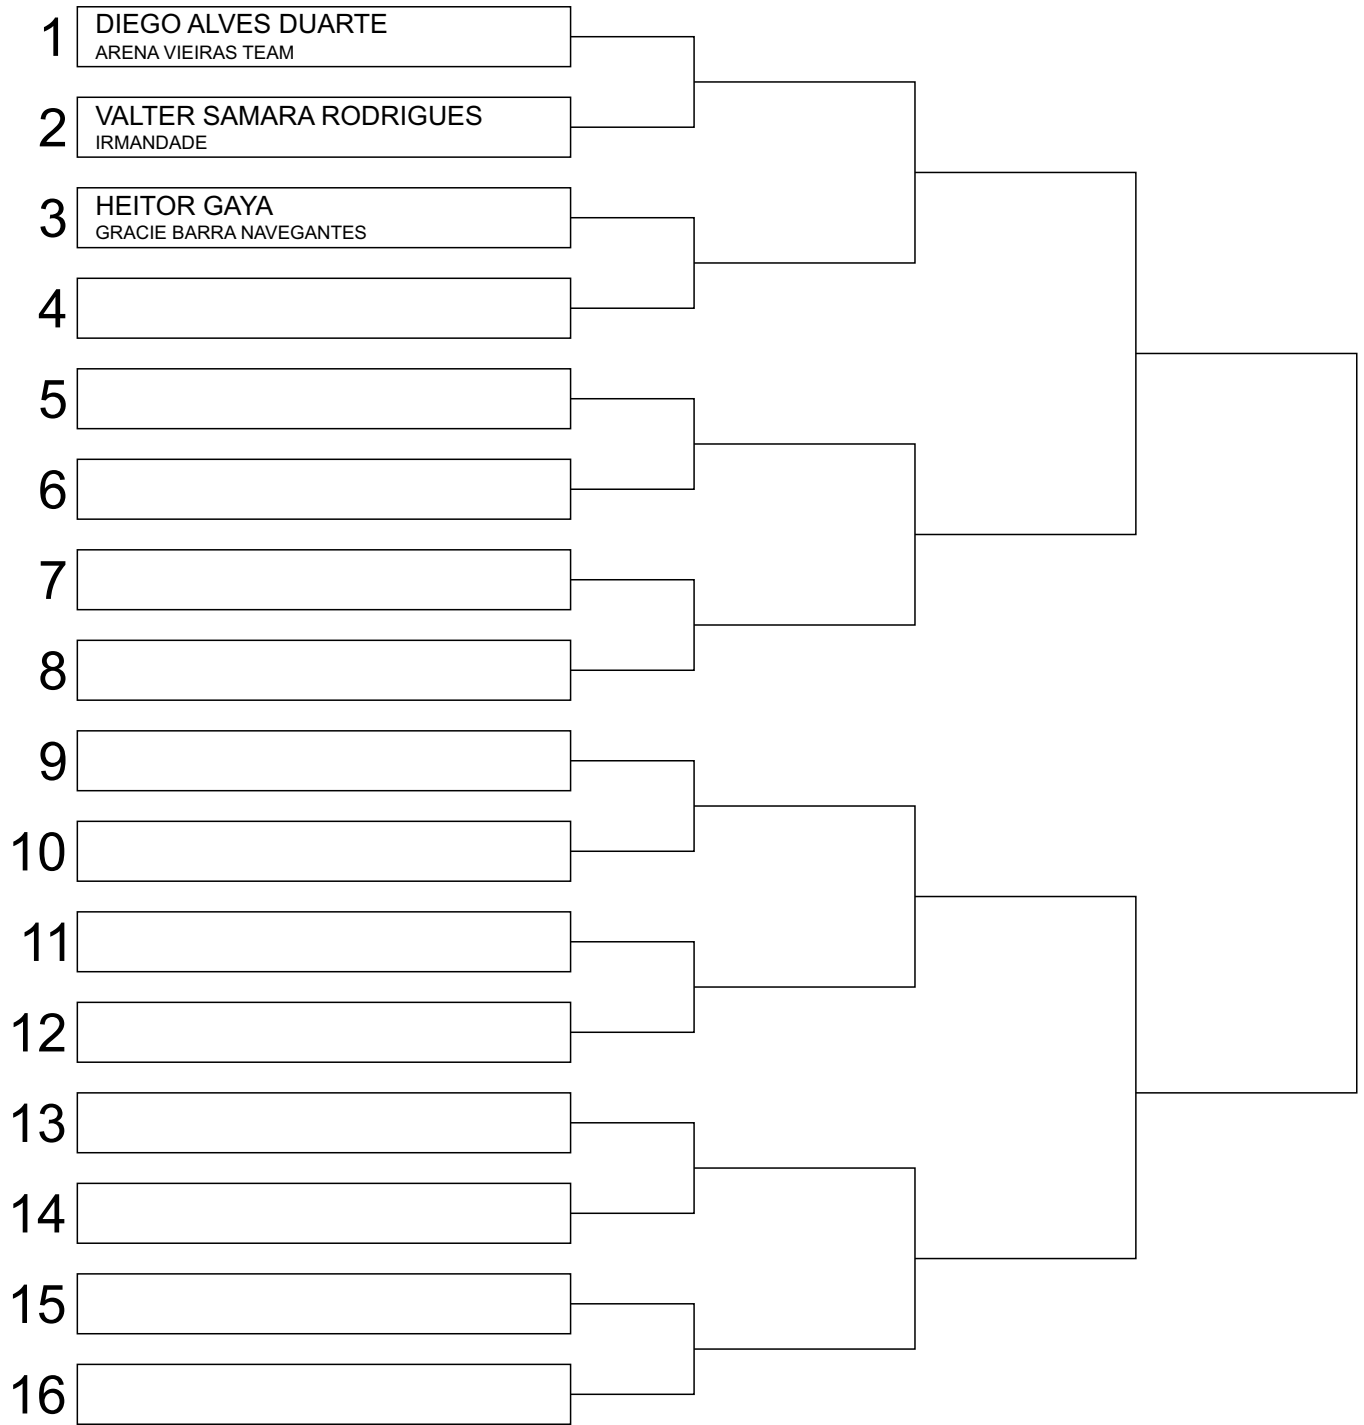 1
DIEGO ALVES DUARTE
ARENA VIEIRAS TEAM
2
VALTER SAMARA RODRIGUES
IRMANDADE
3
HEITOR GAYA
GRACIE BARRA NAVEGANTES
4
5
6
7
8
9
10
11
12
13
14
15
16